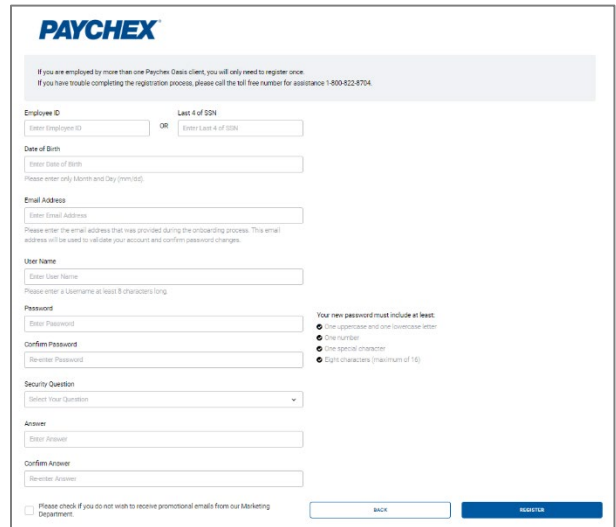 PAYCHEX
If you are employed by more than one Paychex Oasis client, you will only need to register once.
If you have trouble completing the registration process, please call the toll free number for assistance 1-800-822-8704.
Employee ID
Last 4 of SSN
Enter Employee ID
OR
Enter Last 4 of SSN
Date of Birth
Enter Date of Birth
Please enter only Month and Day (mm/dd).
Email Address
Enter Email Address
Please enter the email address that was provided during the onboarding process. This email
address will be used to validate your account and confirm password changes.
User Name
Enter User Name
Please enter a Username at least 8 characters long
Password
Enter Password
Your new password must include at least:
One uppercase and one lowercase letter
One number
One special character
Eight characters (maximum of 16)
Confirm Password
Re-enter Password
Security Question
Select Your Question
Answer
Enter Answer
Confirm Answer
Re-enter Answer
Please check if you do not wish to receive promotional emails from our Marketing
Department.
BACK
REGISTER